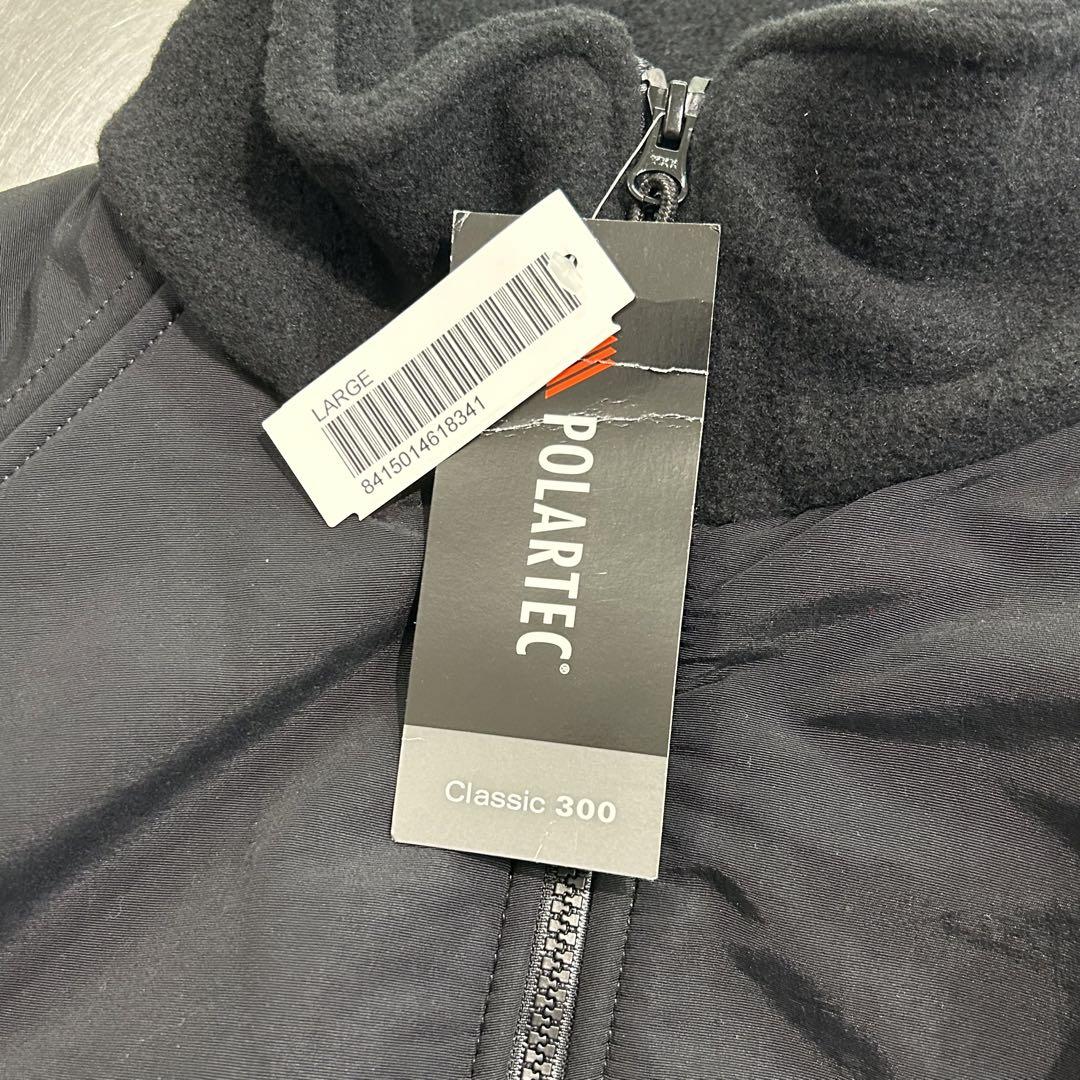 LARGE
8415014618341
POLARTEC®
Classic 300